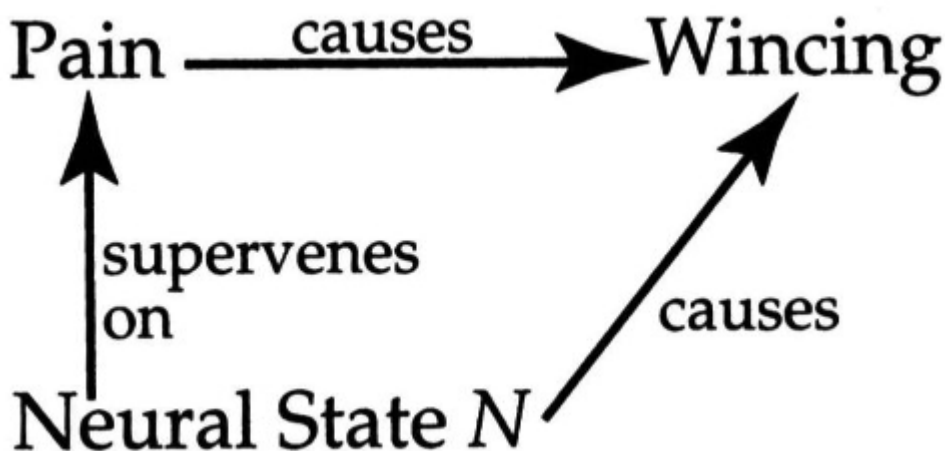 Pain
causes
Wincing
supervenes
on
causes
Neural State N